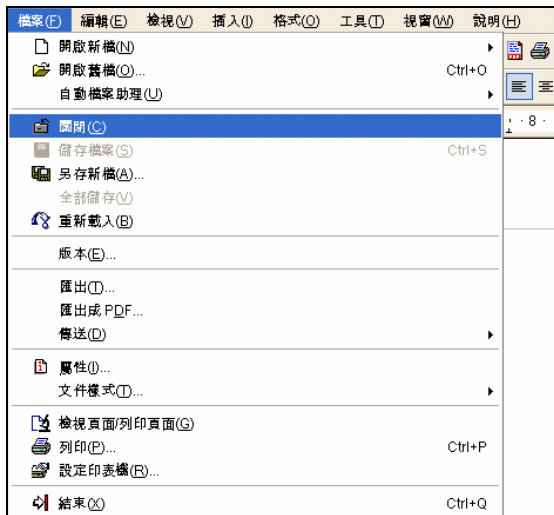 檔案(F) 編輯(E) 檢視(V) 插入(I) 格式(O) 工具(T) 視窗(W) 說明(H)
開啟新檔(N)
開啟舊檔(O)... Ctrl+O
自動檔案助理(U)
關閉(C)
· 8 ·
儲存檔案(S) Ctrl+S
另存新檔(A)...
全部儲存(V)
重新載入(B)
版本(E)...
匯出(T)...
匯出成 PDF...
傳送(D)
屬性(I)...
文件樣式(T)...
檢視頁面/列印頁面(G)
列印(P)... Ctrl+P
設定印表機(R)...
結束(X) Ctrl+Q